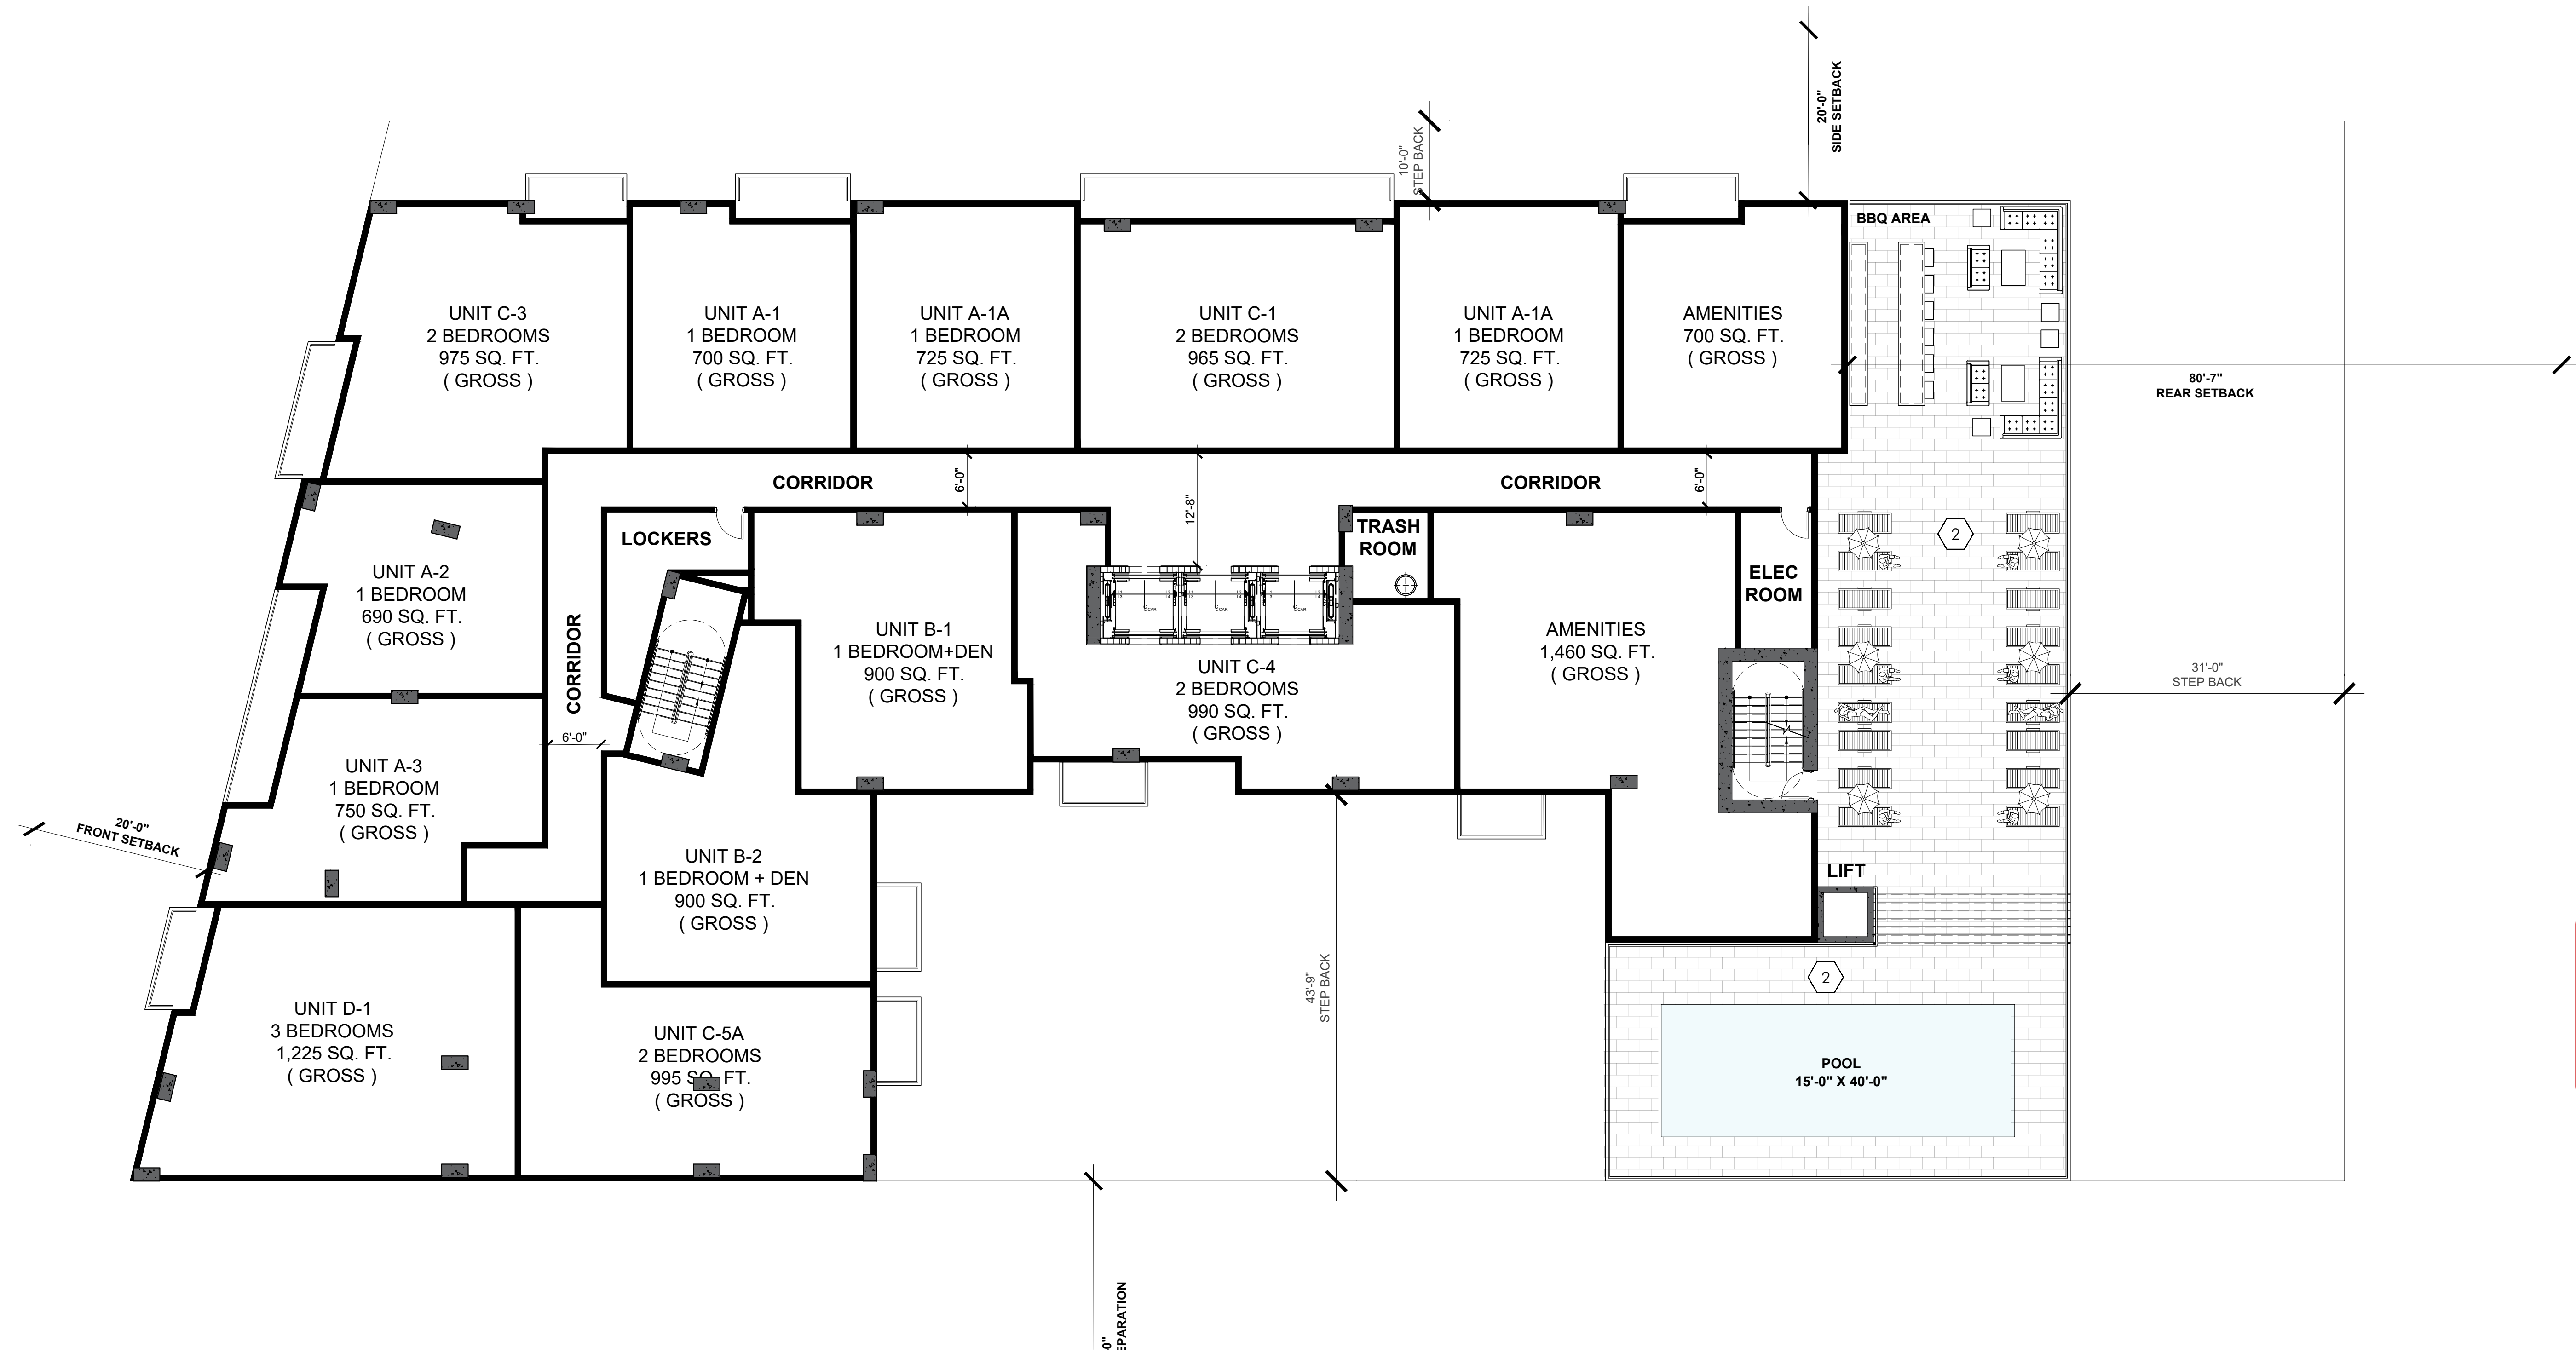 20'-0"
SIDE SETBACK
10'-0"
STEP BACK
BBQ AREA
UNIT C-3
2 BEDROOMS
975 SQ. FT.
( GROSS )
UNIT A-1
1 BEDROOM
700 SQ. FT.
( GROSS )
UNIT A-1A
1 BEDROOM
725 SQ. FT.
( GROSS )
UNIT C-1
2 BEDROOMS
965 SQ. FT.
( GROSS )
UNIT A-1A
1 BEDROOM
725 SQ. FT.
( GROSS )
AMENITIES
700 SQ. FT.
( GROSS )
80'-7"
REAR SETBACK
CORRIDOR
6'-0"
12'-8"
CORRIDOR
6'-0"
LOCKERS
TRASH
ROOM
2
UNIT A-2
1 BEDROOM
690 SQ. FT.
( GROSS )
CORRIDOR
6'-0"
UNIT B-1
1 BEDROOM+DEN
900 SQ. FT.
( GROSS )
CAR
CAR
CAR
UNIT C-4
2 BEDROOMS
990 SQ. FT.
( GROSS )
AMENITIES
1,460 SQ. FT.
( GROSS )
ELEC
ROOM
31'-0"
STEP BACK
UNIT A-3
1 BEDROOM
750 SQ. FT.
( GROSS )
20'-0"
FRONT SETBACK
UNIT B-2
1 BEDROOM + DEN
900 SQ. FT.
( GROSS )
LIFT
43'-9"
STEP BACK
2
UNIT D-1
3 BEDROOMS
1,225 SQ. FT.
( GROSS )
UNIT C-5A
2 BEDROOMS
995 SQ. FT.
( GROSS )
POOL
15'-0" X 40'-0"
0"
EPARATION